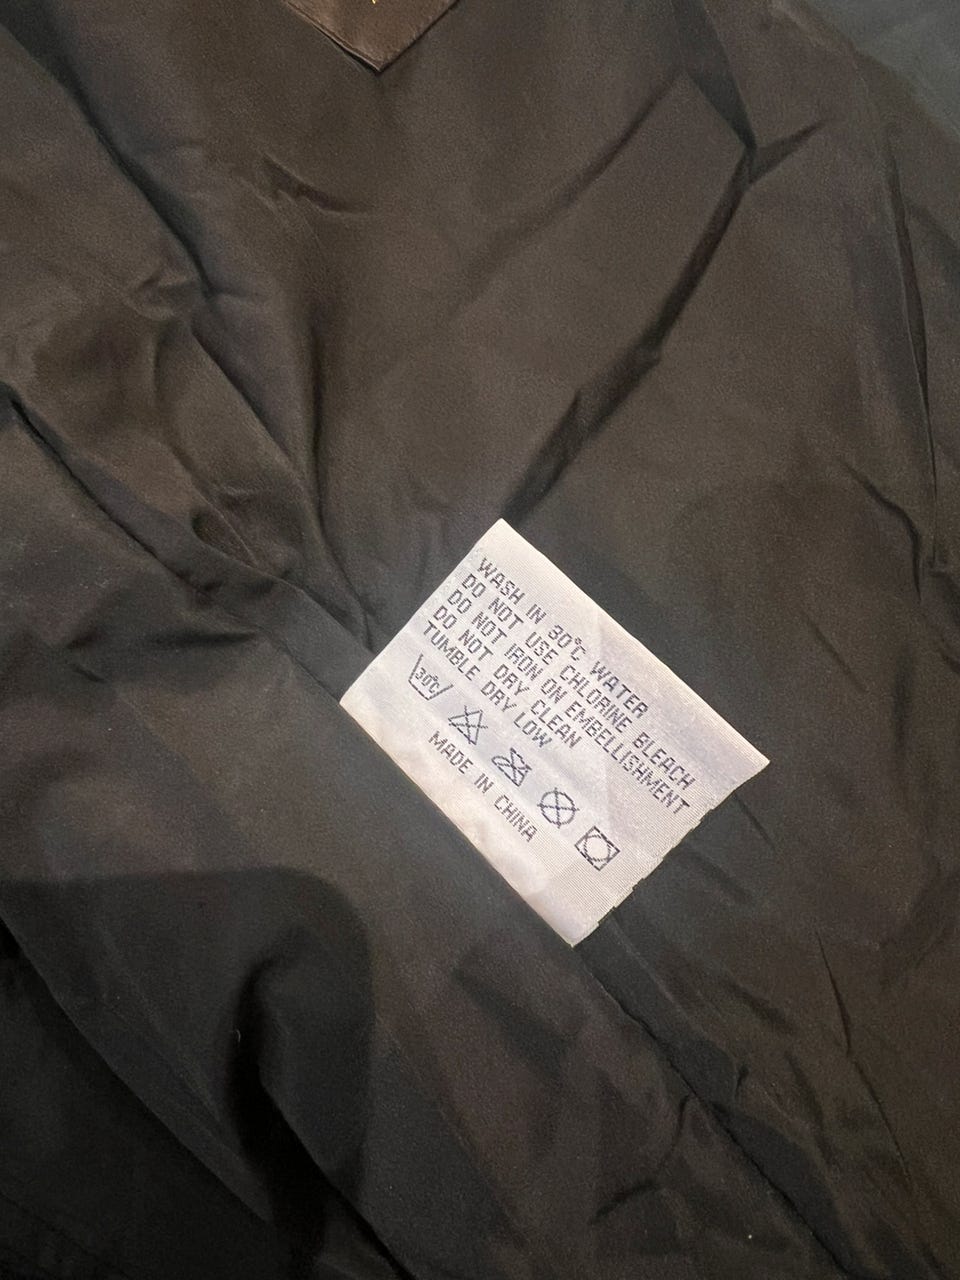 WASH IN 30°C WATER
DO NOT USE CHLORINE BLEACH
DO NOT IRON ON EMBELLISHMENT
DO NOT DRY CLEAN
TUMBLE DRY LOW
30°C
MADE IN CHINA